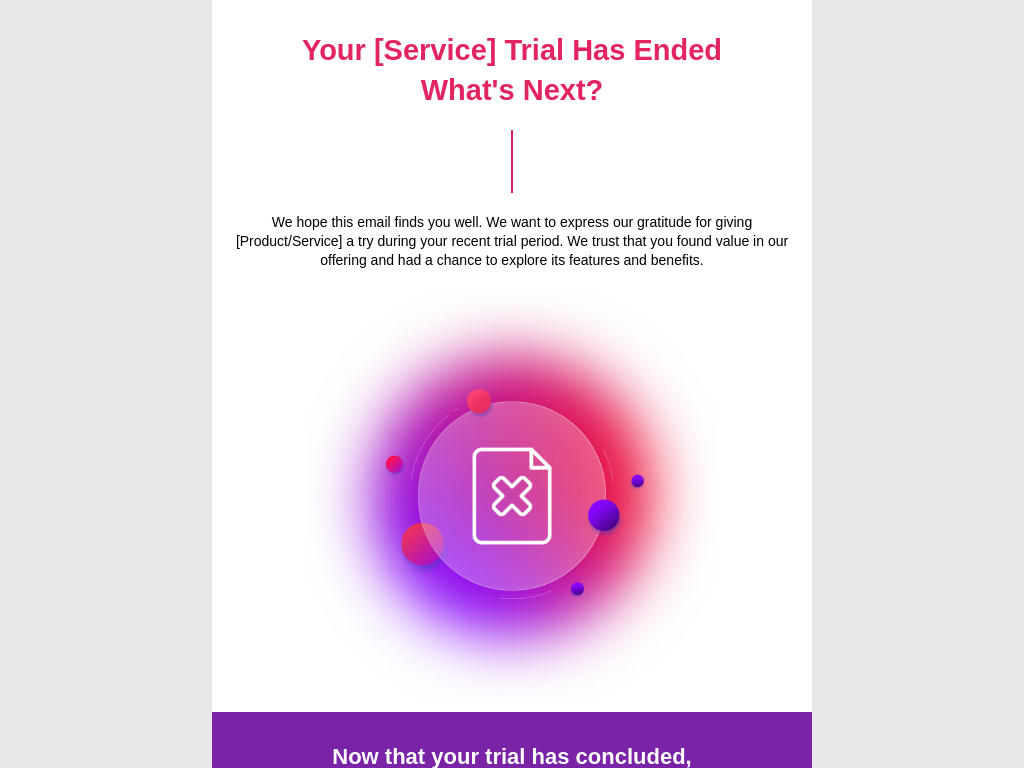 Your [Service] Trial Has Ended
What's Next?
We hope this email finds you well. We want to express our gratitude for giving
[Product/Service] a try during your recent trial period. We trust that you found value in our
offering and had a chance to explore its features and benefits.
Now that your trial has concluded,